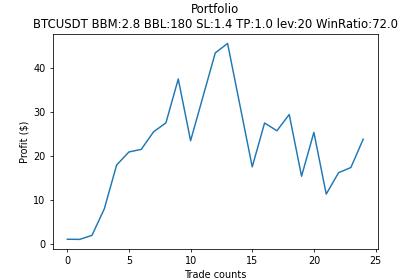 Portfolio
BTCUSDT BBM:2.8 BBL:180 SL:1.4 TP:1.0 lev:20 WinRatio:72.0
Profit ($)
40
30
20
10
0
0 5 10 15 20 25
Trade counts